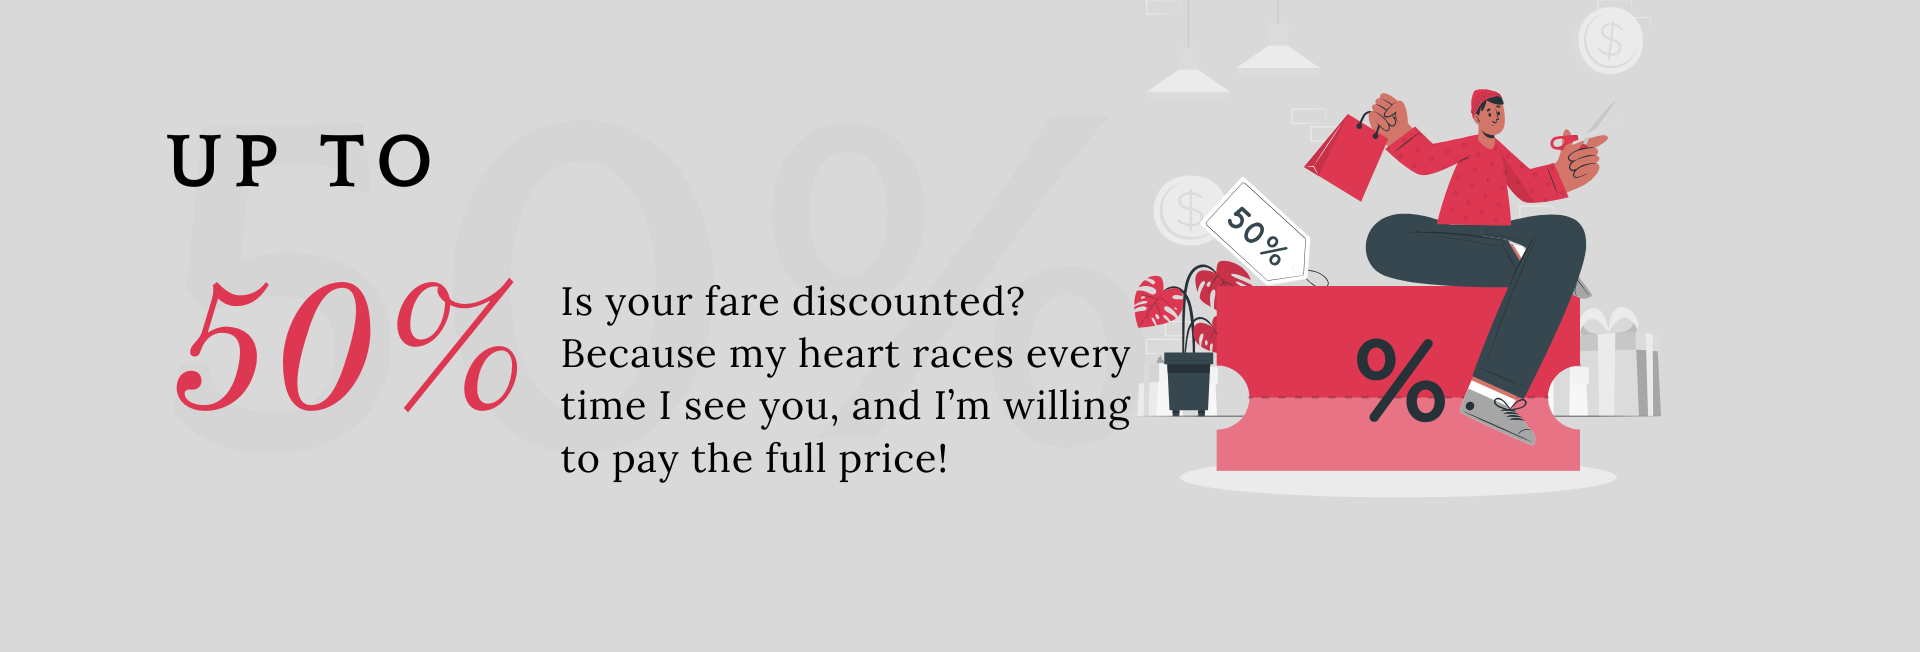 UP TO
50%
50%
Is your fare discounted?
Because my heart races every
time I see you, and I’m willing
to pay the full price!
$
$
50%
%